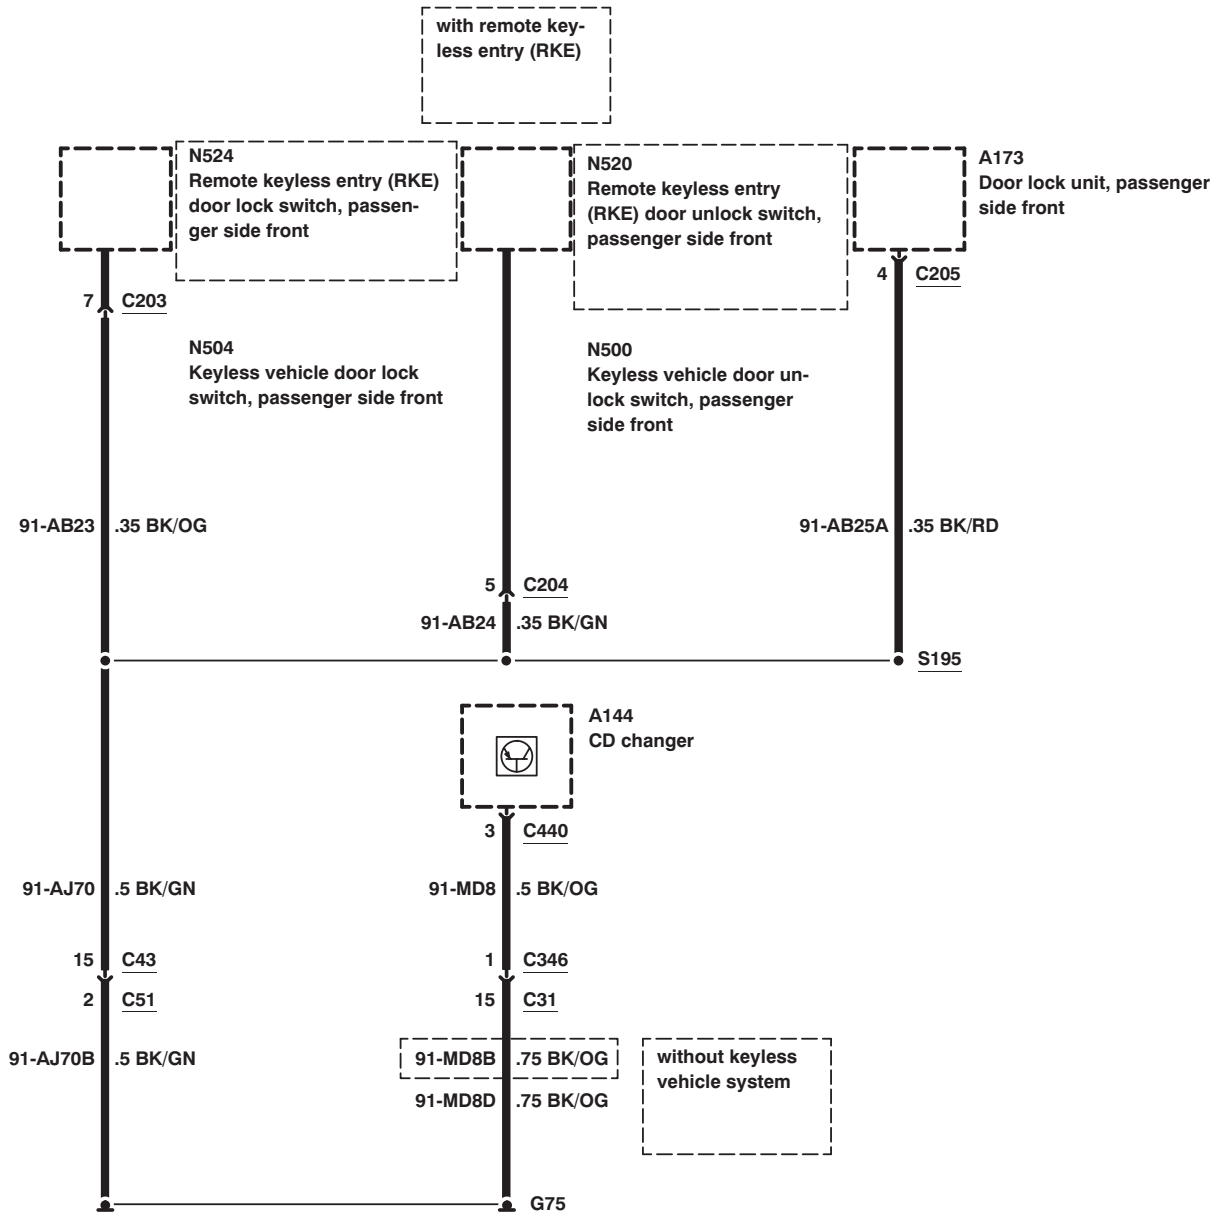 with remote key-
less entry (RKE)
N524
Remote keyless entry (RKE)
door lock switch, passen-
ger side front
N520
Remote keyless entry
(RKE) door unlock switch,
passenger side front
A173
Door lock unit, passenger
side front
4 C205
7 C203
N504
Keyless vehicle door lock
switch, passenger side front
N500
Keyless vehicle door un-
lock switch, passenger
side front
91-AB23 .35 BK/OG
91-AB25A .35 BK/RD
5 C204
91-AB24 .35 BK/GN
S195
A144
CD changer
3 C440
91-AJ70 .5 BK/GN
91-MD8 .5 BK/OG
15 C43
1 C346
2 C51
15 C31
91-AJ70B .5 BK/GN
91-MD8B .75 BK/OG
without keyless
vehicle system
91-MD8D .75 BK/OG
G75